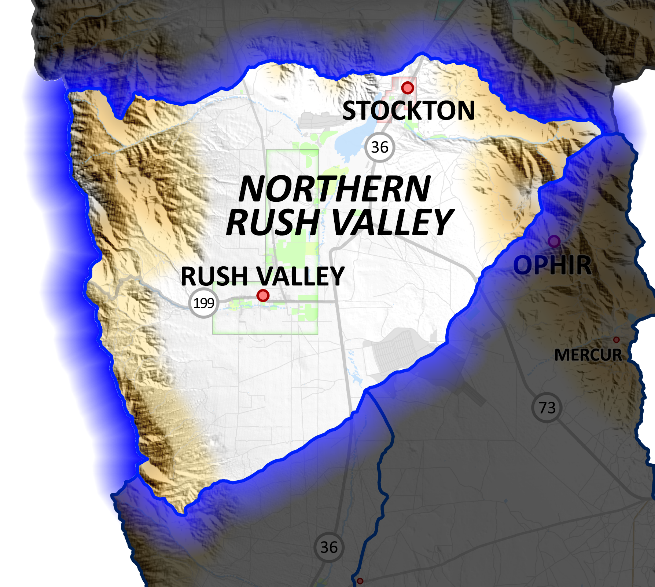 STOCKTON
36
NORTHERN
RUSH VALLEY
OPHIR
RUSH VALLEY
199
MERCUR
73
36